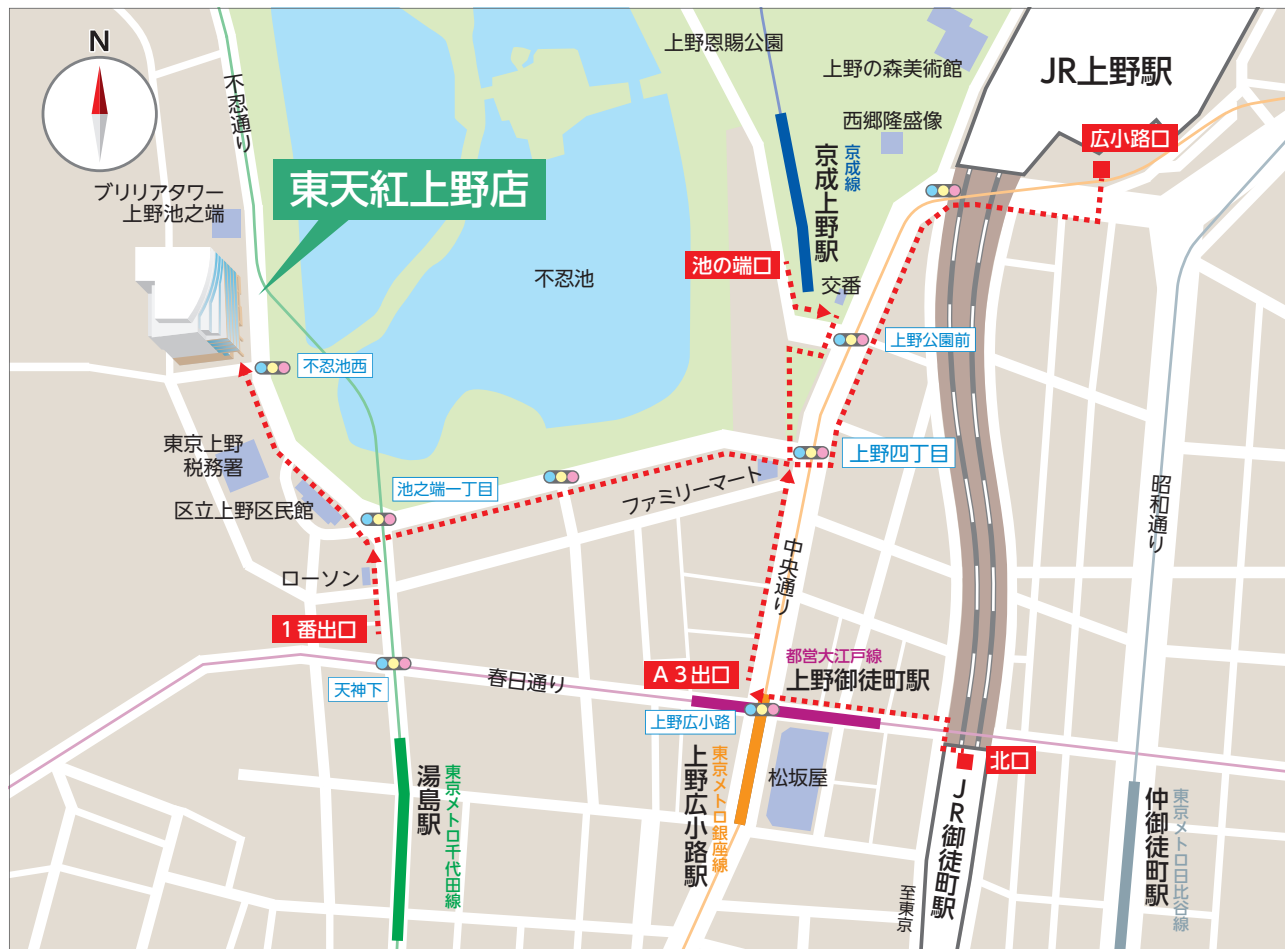 N
不忍通り
上野恩賜公園
上野の森美術館
JR上野駅
西郷隆盛像
広小路口
京成上野駅
京成線
ブリリアタワー
上野池之端
東天紅上野店
池の端口
不忍池
交番
上野公園前
不忍池西
上野四丁目
東京上野
税務署
池之端一丁目
ファミリーマート
区立上野区民館
昭和通り
中央通り
ローソン
1番出口
都営大江戸線
上野御徒町駅
A3出口
春日通り
天神下
上野広小路
北口
松坂屋
湯島駅
東京メトロ千代田線
上野広小路駅
東京メトロ銀座線
JR御徒町駅
至東京
仲御徒町駅
東京メトロ日比谷線